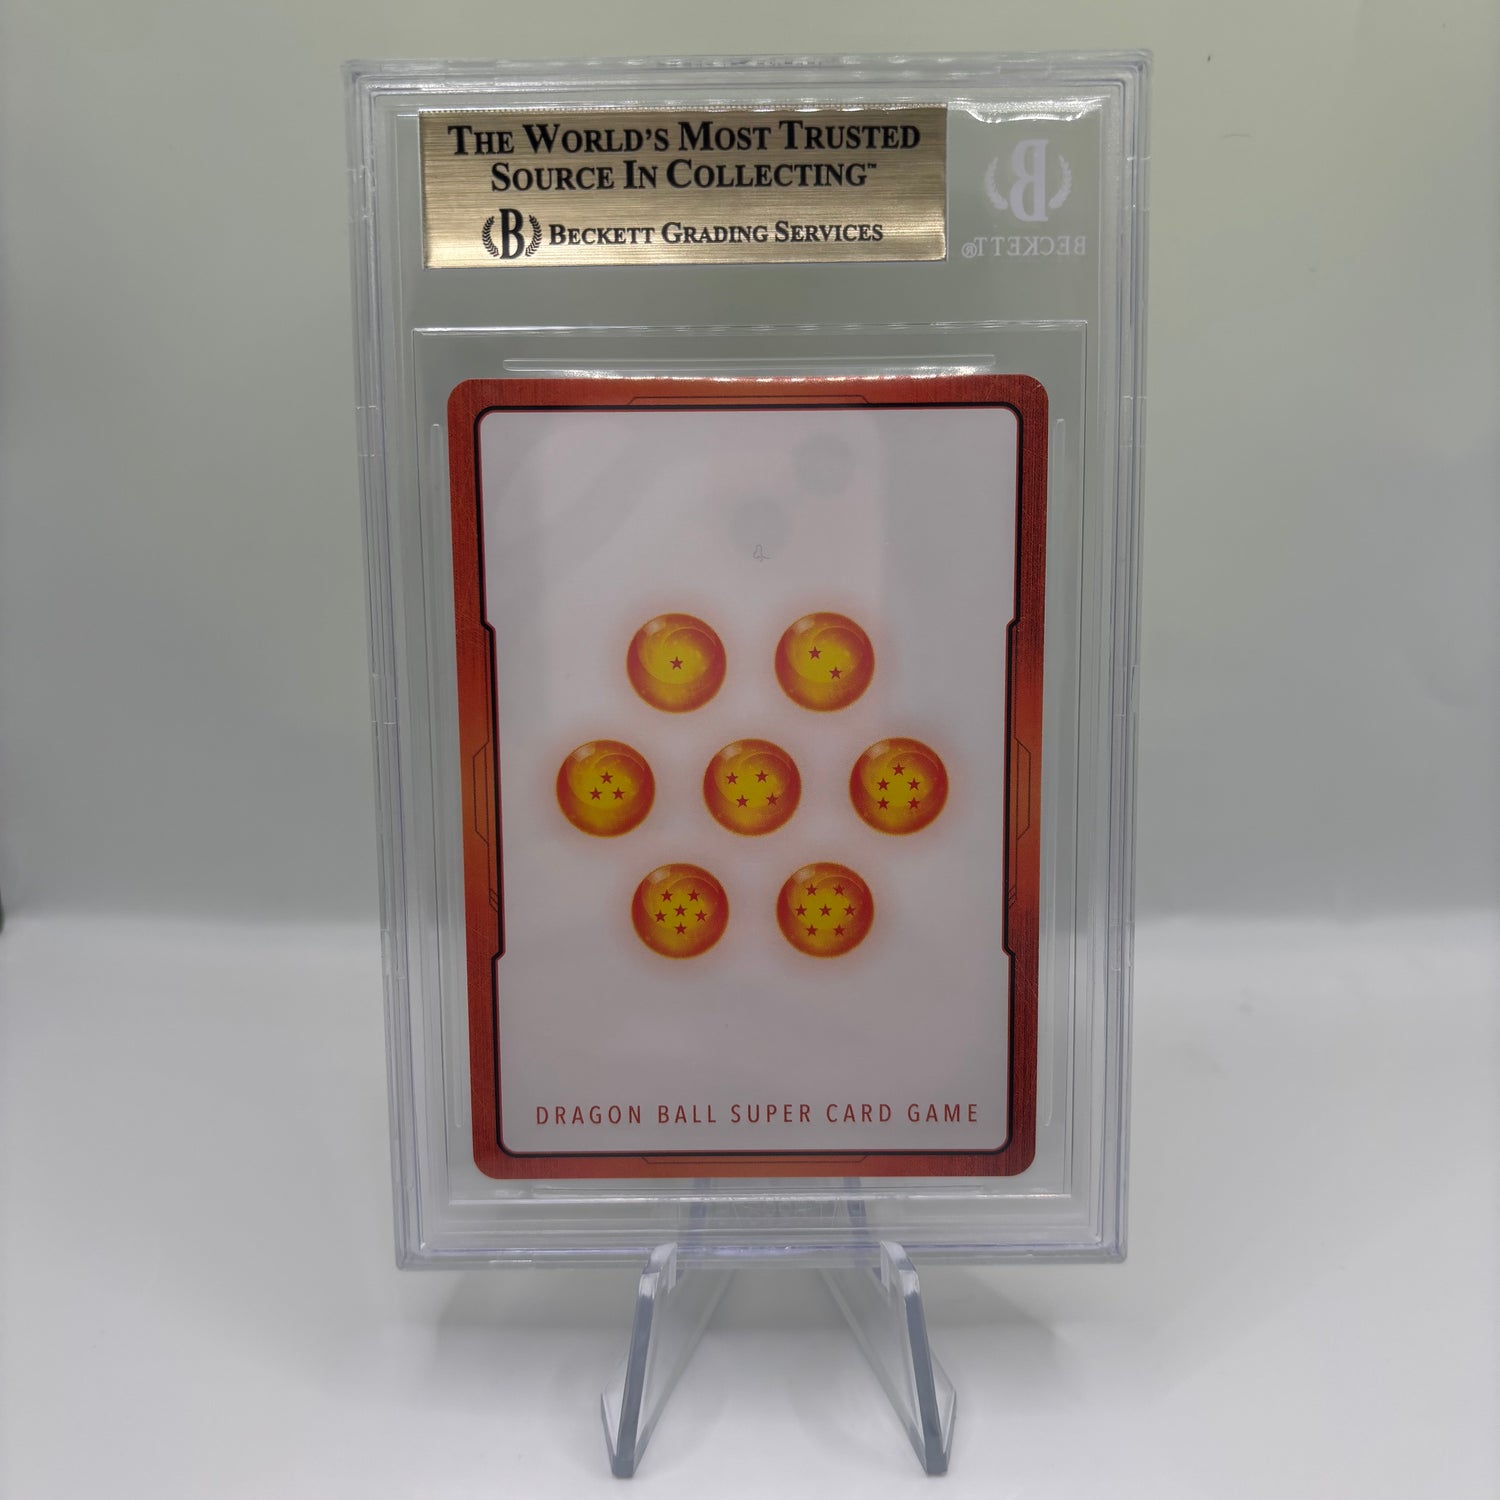 THE WORLD'S MOST TRUSTED
SOURCE IN COLLECTING™
B BECKETT GRADING SERVICES
B
BECKETT®
DRAGON BALL SUPER CARD GAME